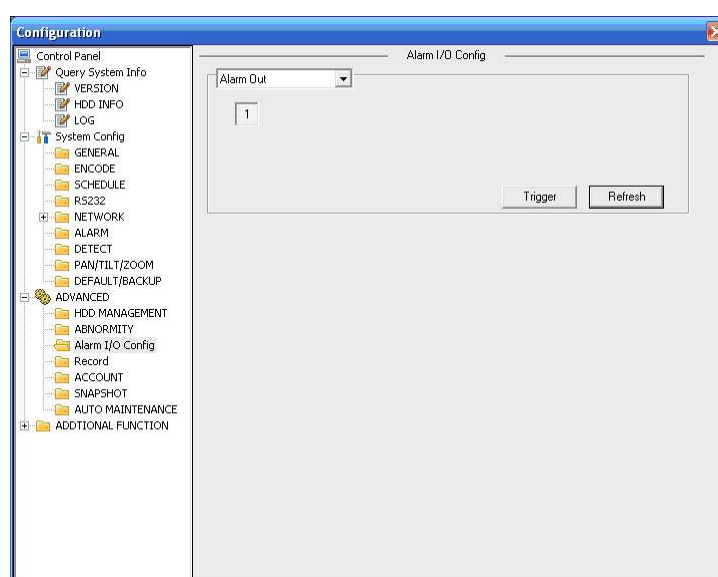 Configuration
Control Panel
Query System Info
VERSION
HDD INFO
LOG
System Config
GENERAL
ENCODE
SCHEDULE
RS232
NETWORK
ALARM
DETECT
PAN/TILT/ZOOM
DEFAULT/BACKUP
ADVANCED
HDD MANAGEMENT
ABNORMITY
Alarm I/O Config
Record
ACCOUNT
SNAPSHOT
AUTO MAINTENANCE
ADDTIONAL FUNCTION
Alarm I/O Config
Alarm Out
1
Trigger
Refresh